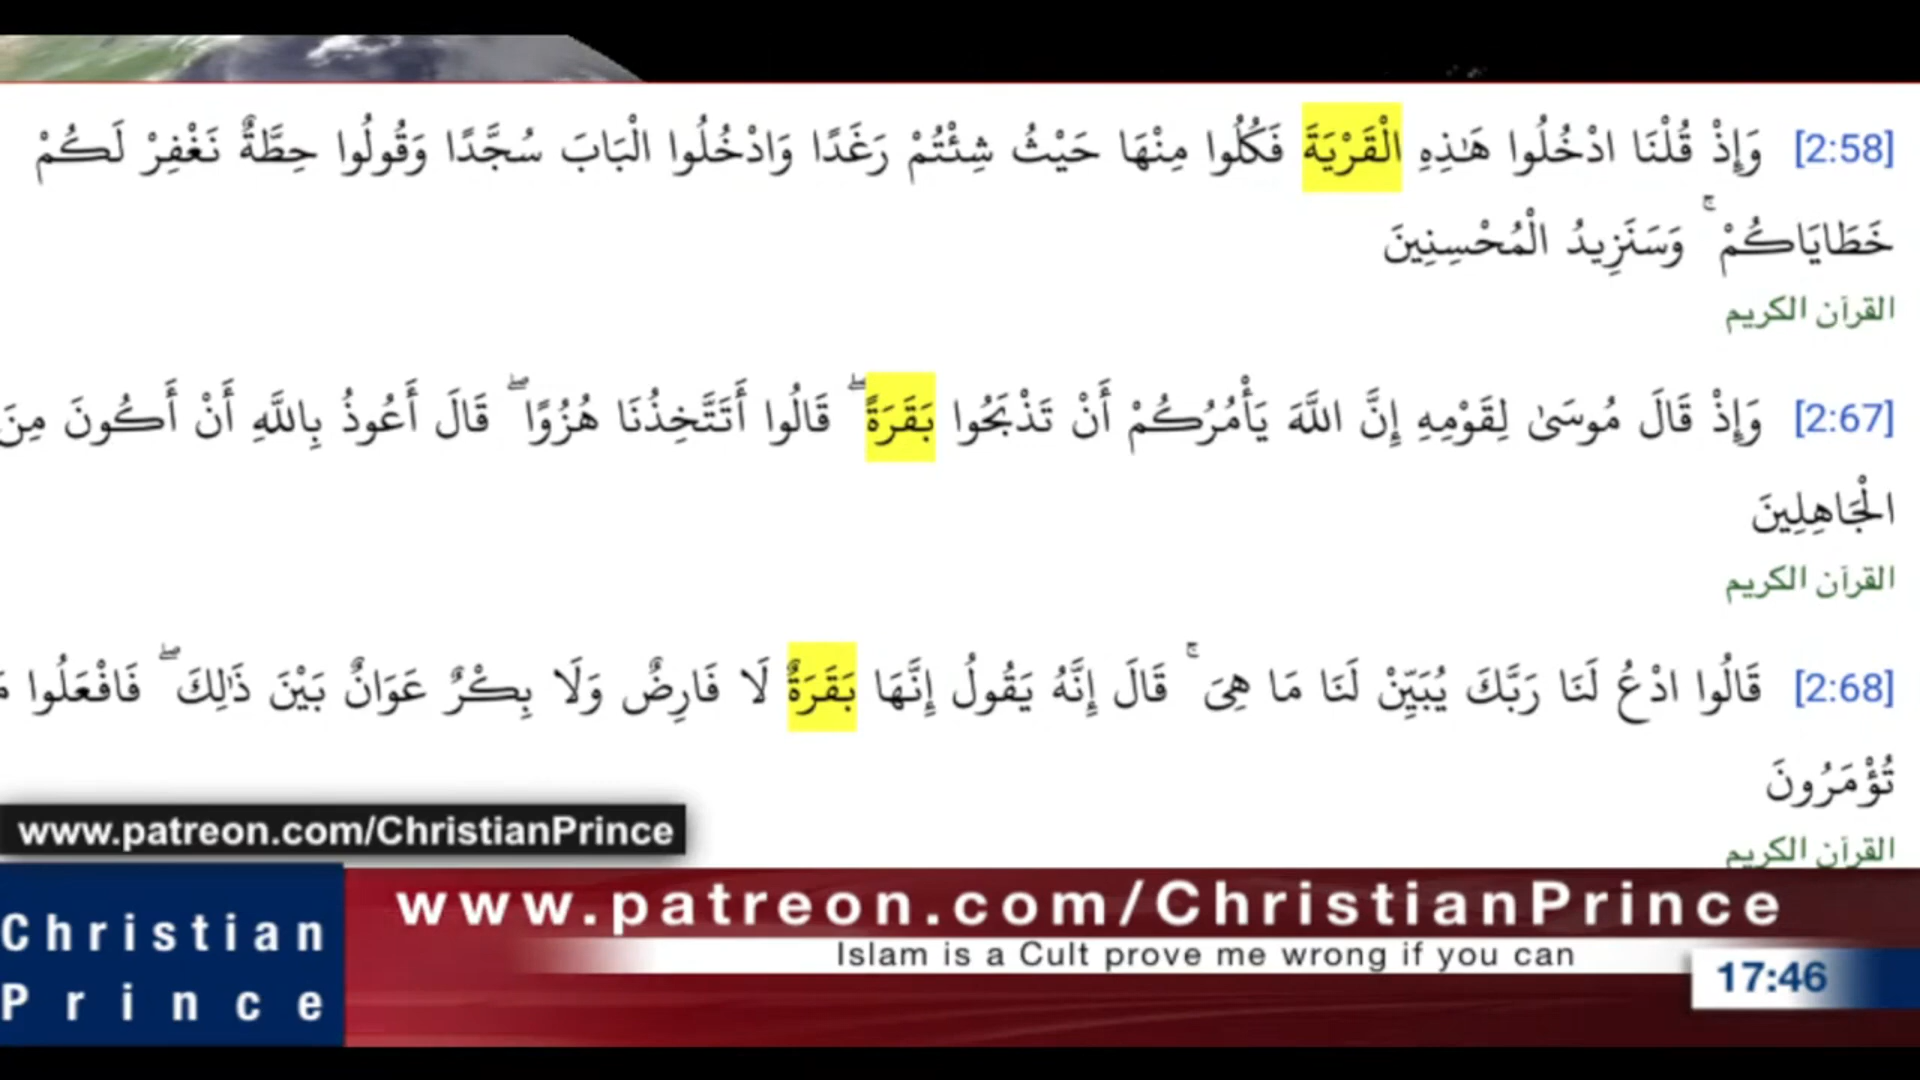 [2:58] وَإِذْ قُلْنَا ادْخُلُوا هَٰذِهِ الْقَرْيَةَ فَكُلُوا مِنْهَا حَيْثُ شِئْتُمْ رَغَدًا وَادْخُلُوا الْبَابَ سُجَّدًا وَقُولُوا حِطَّةٌ نَغْفِرْ لَكُمْ
خَطَايَاكُمْ ۚ وَسَنَزِيدُ الْمُحْسِنِينَ
القرآن الكريم
[2:67] وَإِذْ قَالَ مُوسَىٰ لِقَوْمِهِ إِنَّ اللَّهَ يَأْمُرُكُمْ أَنْ تَذْبَحُوا بَقَرَةً ۖ قَالُوا أَتَتَّخِذُنَا هُزُوًا ۖ قَالَ أَعُوذُ بِاللَّهِ أَنْ أَكُونَ مِنَ
الْجَاهِلِينَ
القرآن الكريم
[2:68] قَالُوا ادْعُ لَنَا رَبَّكَ يُبَيِّنْ لَنَا مَا هِيَ ۚ قَالَ إِنَّهُ يَقُولُ إِنَّهَا بَقَرَةٌ لَا فَارِضٌ وَلَا بِكْرٌ عَوَانٌ بَيْنَ ذَٰلِكَ ۖ فَافْعَلُوا
تُؤْمَرُونَ
القرآن الكريم
www.patreon.com/ChristianPrince
www.patreon.com/ChristianPrince
Christian
Prince
Islam is a Cult prove me wrong if you can
17:46